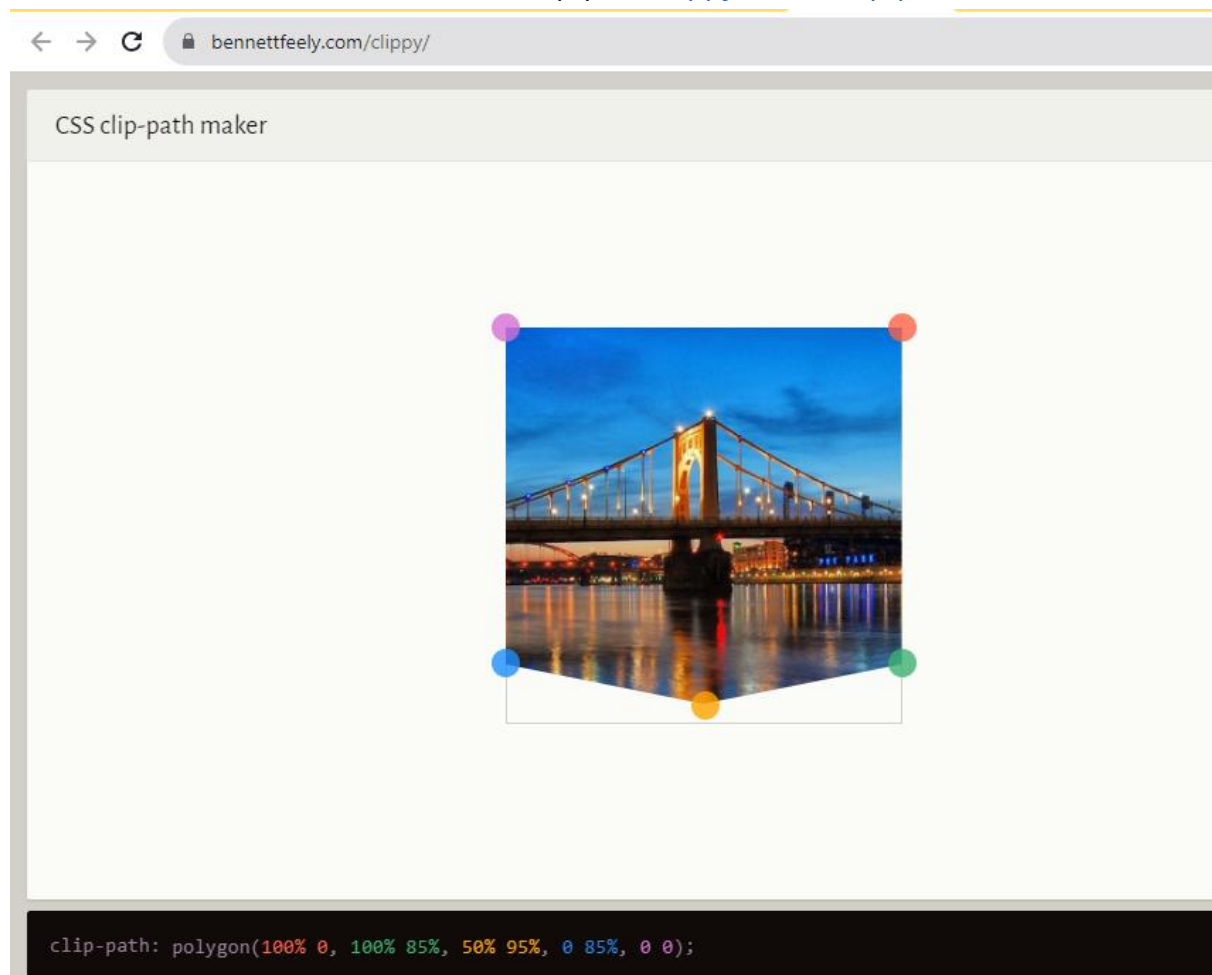 bennettfeely.com/clippy/
CSS clip-path maker
clip-path: polygon(100% 0, 100% 85%, 50% 95%, 0 85%, 0 0);